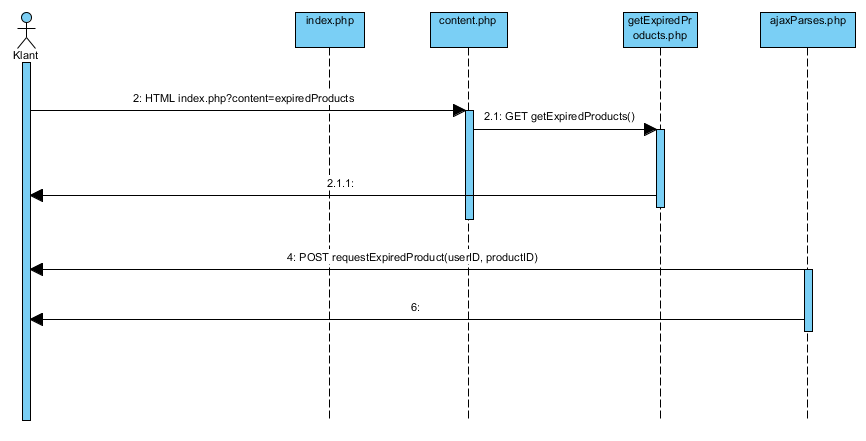 index.php
content.php
getExpiredPr
oducts.php
ajaxParses.php
Klant
2: HTML index.php?content=expiredProducts
2.1: GET getExpiredProducts()
2.1.1:
4: POST requestExpiredProduct(userID, productID)
6: